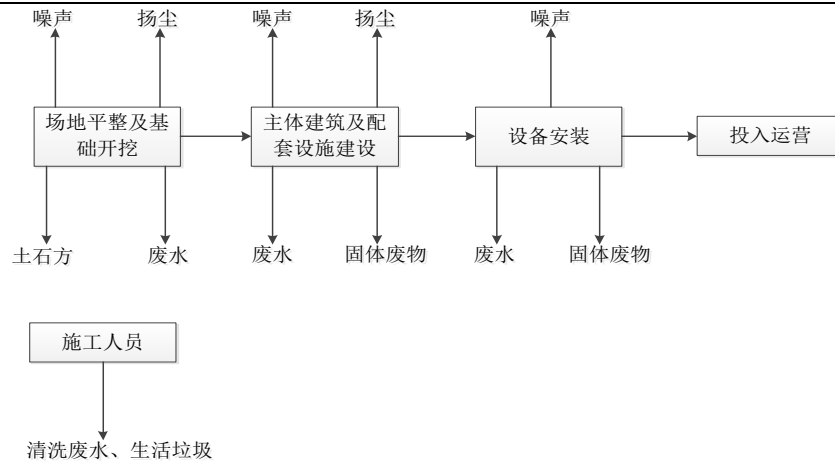 噪声 扬尘 噪声 扬尘 噪声
场地平整及基
础开挖
主体建筑及配
套设施建设
设备安装
投入运营
土石方 废水 废水 固体废物 废水 固体废物
施工人员
清洗废水、生活垃圾